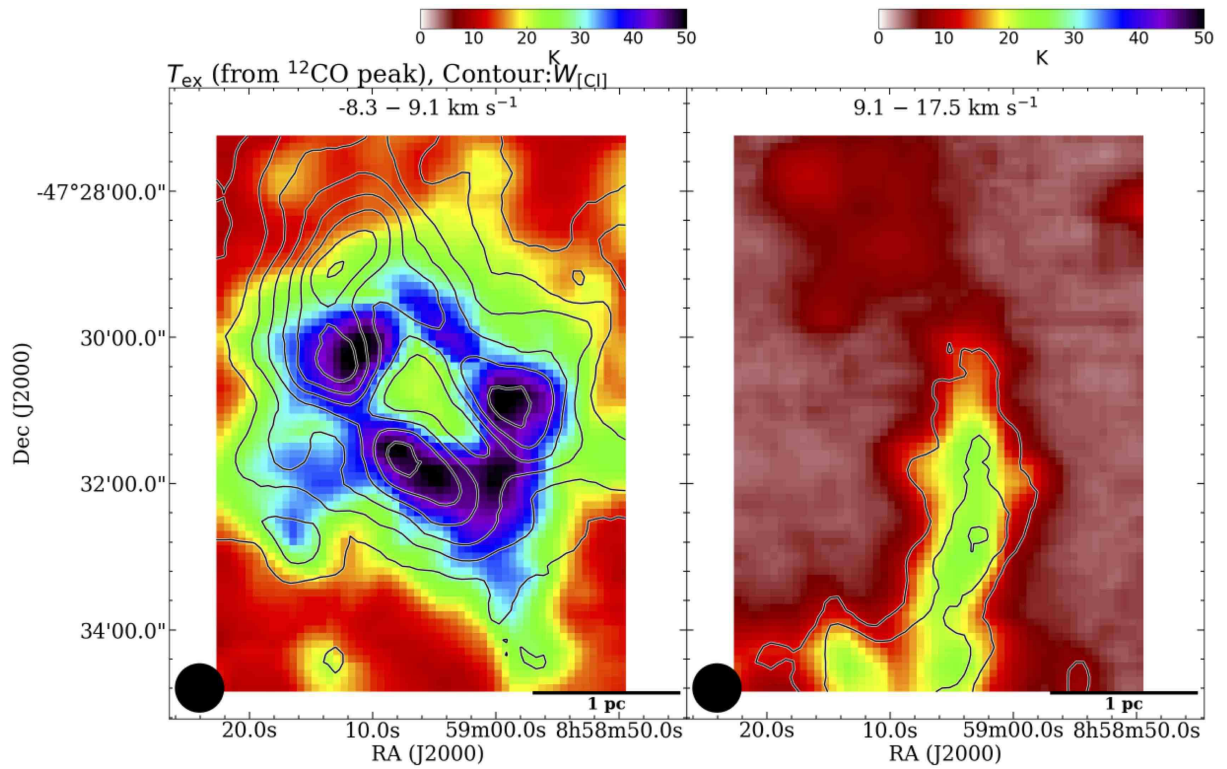 0 10 20 30 40 50
K
0 10 20 30 40 50
K
T_ex (from ¹²CO peak), Contour:W_[CI]
-8.3 − 9.1 km s⁻¹
9.1 − 17.5 km s⁻¹
-47°28'00.0"
30'00.0"
32'00.0"
34'00.0"
Dec (J2000)
1 pc
1 pc
20.0s 10.0s 59m00.0s 8h58m50.0s
RA (J2000)
20.0s 10.0s 59m00.0s 8h58m50.0s
RA (J2000)